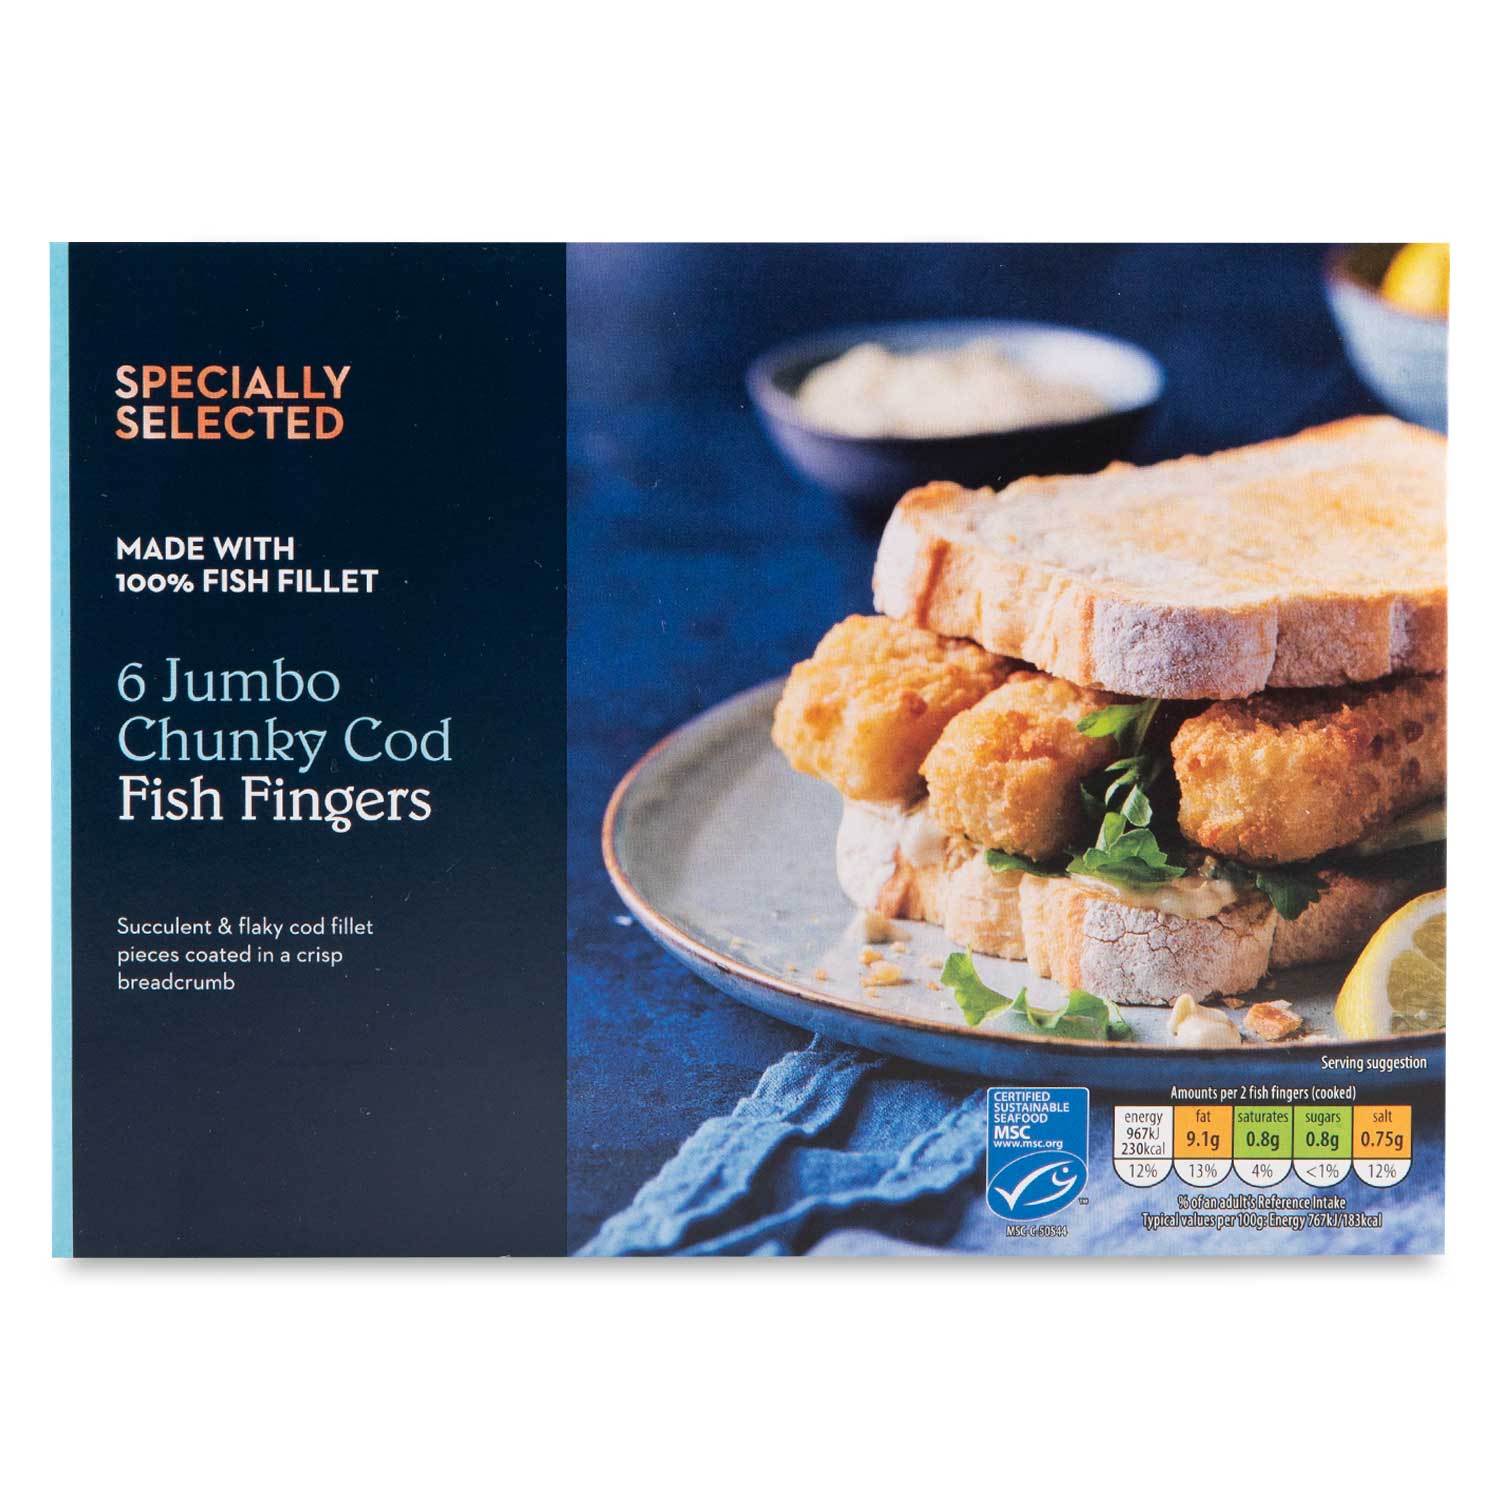 SPECIALLY
SELECTED
MADE WITH
100% FISH FILLET
6 Jumbo
Chunky Cod
Fish Fingers
Succulent & flaky cod fillet
pieces coated in a crisp
breadcrumb
Serving suggestion
CERTIFIED
SUSTAINABLE
SEAFOOD
MSC
www.msc.org
™
MSC-C-50544
Amounts per 2 fish fingers (cooked)
energy fat saturates sugars salt
967kJ 230kcal 9.1g 0.8g 0.8g 0.75g
12% 13% 4% <1% 12%
% of an adult's Reference Intake
Typical values per 100g: Energy 767kJ/183kcal